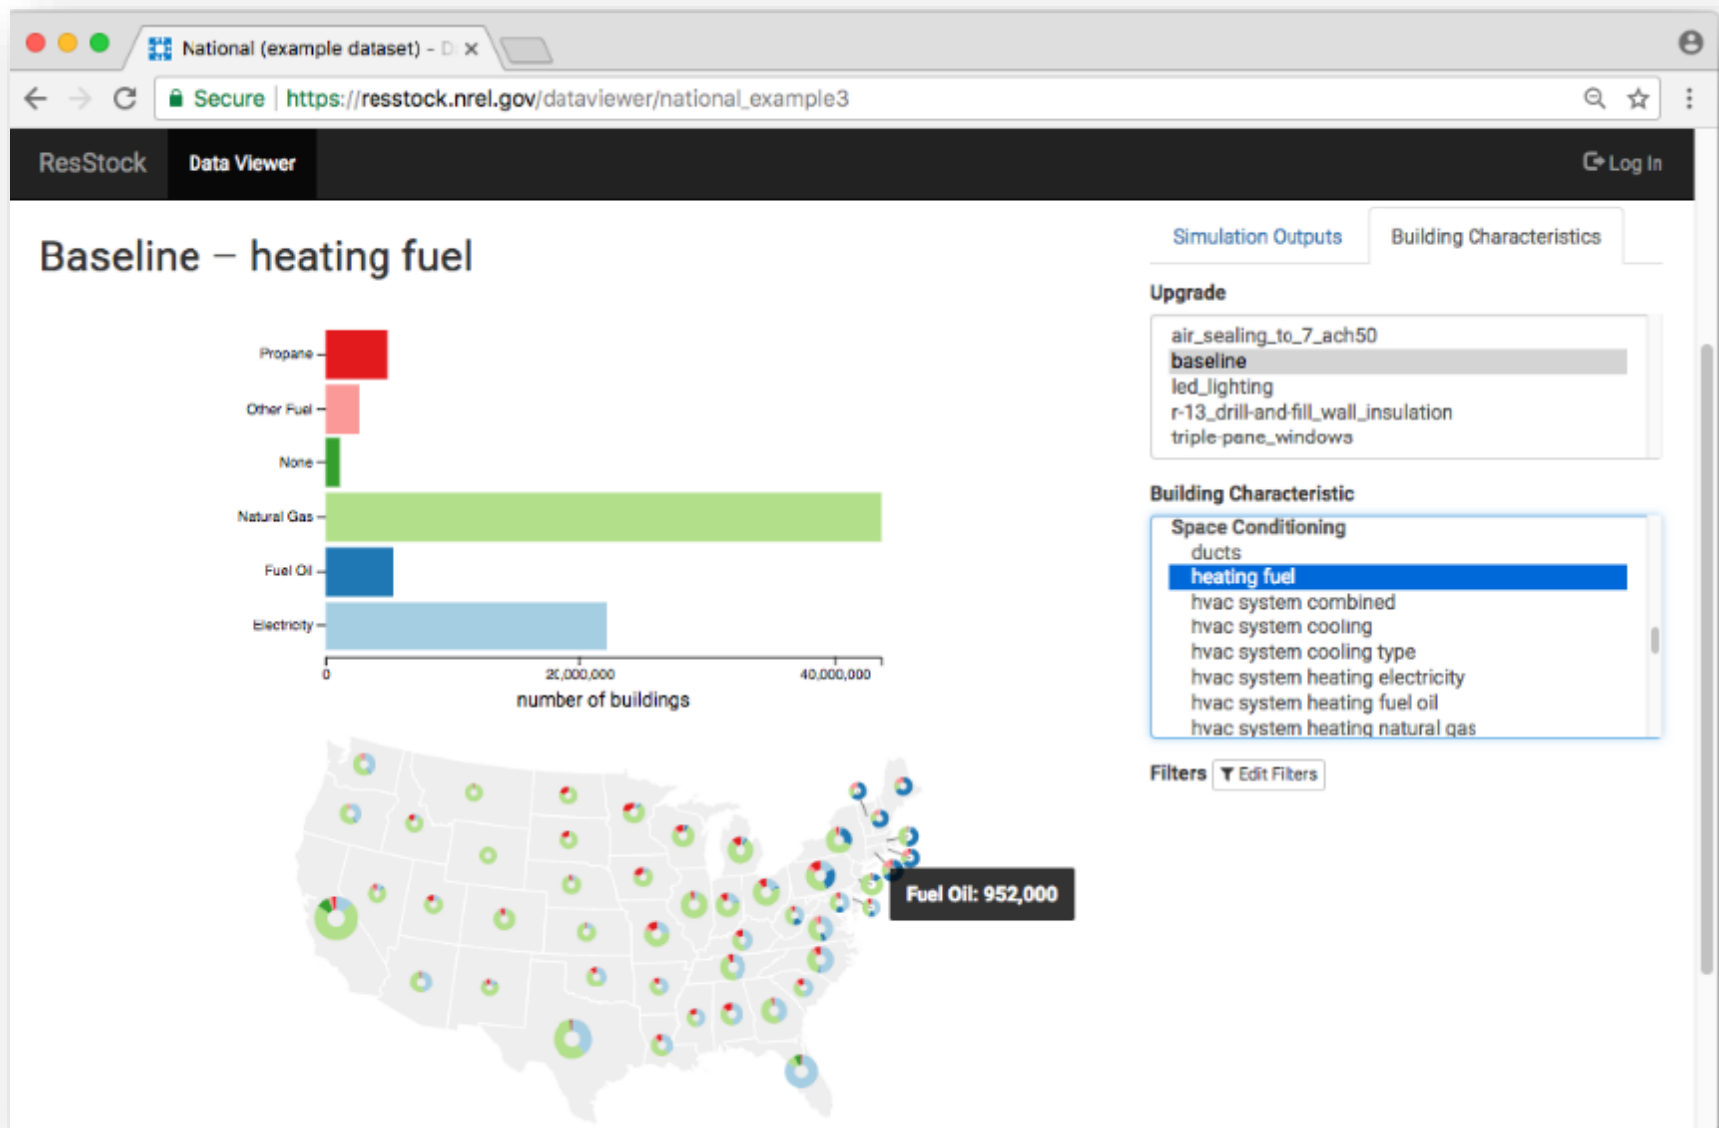 National (example dataset) - D
Secure https://resstock.nrel.gov/dataviewer/national_example3
ResStock Data Viewer Log In
Baseline – heating fuel
Propane
Other Fuel
None
Natural Gas
Fuel Oil
Electricity
0 20,000,000 40,000,000
number of buildings
Fuel Oil: 952,000
Simulation Outputs Building Characteristics
Upgrade
air_sealing_to_7_ach50
baseline
led_lighting
r-13_drill-and-fill_wall_insulation
triple-pane_windows
Building Characteristic
Space Conditioning
ducts
heating fuel
hvac system combined
hvac system cooling
hvac system cooling type
hvac system heating electricity
hvac system heating fuel oil
hvac system heating natural gas
Filters Edit Filters